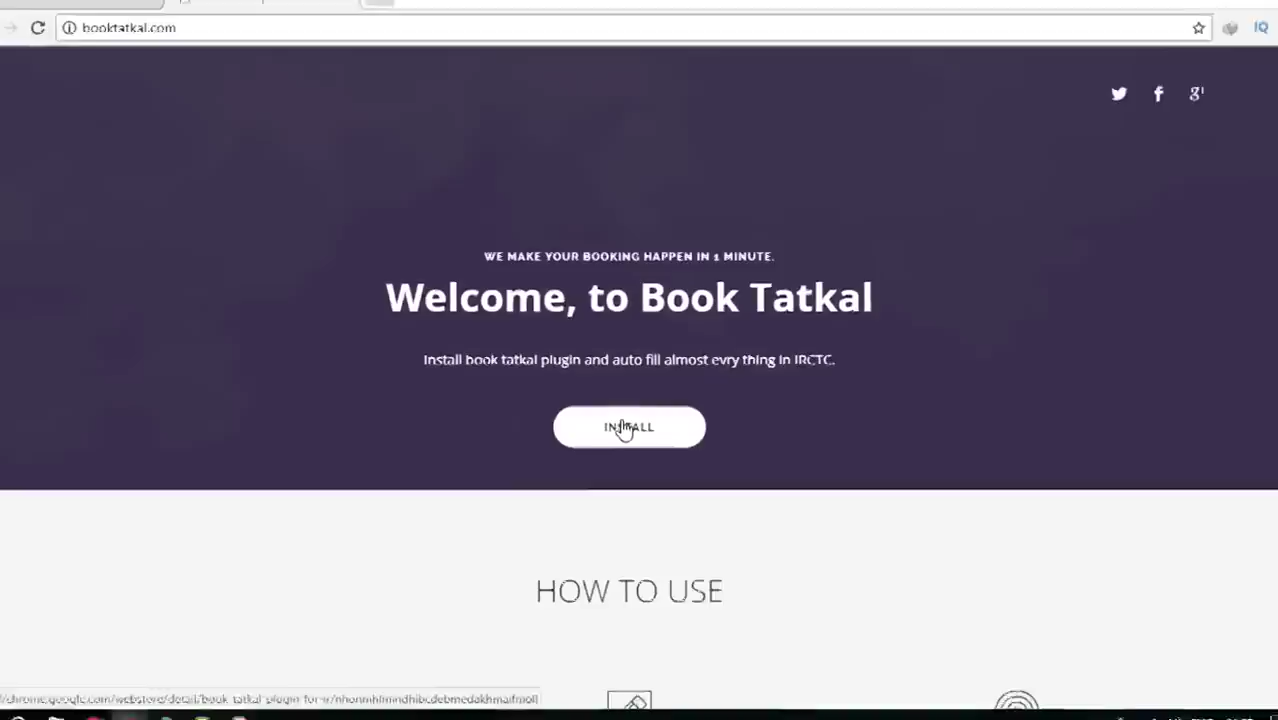 booktatkal.com
IQ
WE MAKE YOUR BOOKING HAPPEN IN 1 MINUTE.
Welcome, to Book Tatkal
Install book tatkal plugin and auto fill almost evry thing in IRCTC.
INSTALL
HOW TO USE